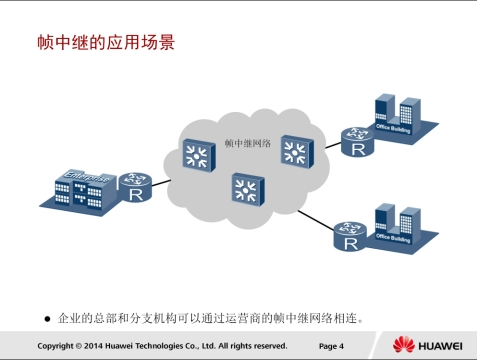 帧中继的应用场景
帧中继网络
Office Building
Enterprise
R
R
R
Office Building
● 企业的总部和分支机构可以通过运营商的帧中继网络相连。
Copyright © 2014 Huawei Technologies Co., Ltd. All rights reserved.
Page 4
HUAWEI